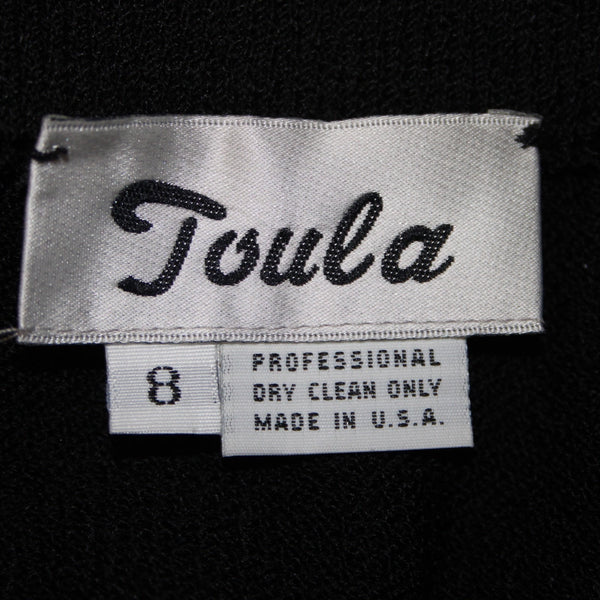 Toula
8
PROFESSIONAL
DRY CLEAN ONLY
MADE IN U.S.A.